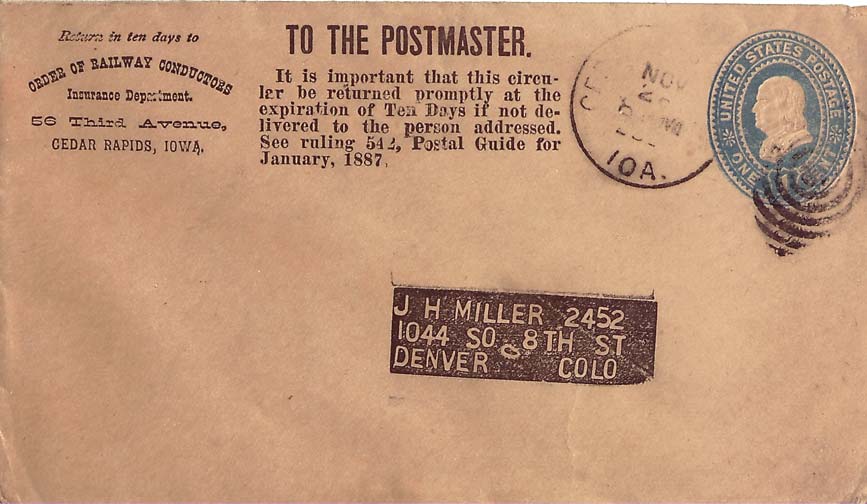 Return in ten days to
ORDER OF RAILWAY CONDUCTORS
Insurance Department.
56 Third Avenue,
CEDAR RAPIDS, IOWA,
TO THE POSTMASTER.
It is important that this circu-
lar be returned promptly at the
expiration of Ten Days if not de-
livered to the person addressed.
See ruling 542, Postal Guide for
January, 1887,
NOV
IOA.
UNITED STATES POSTAGE
ONE CENT
J H MILLER 2452
1044 SO 8TH ST
DENVER COLO